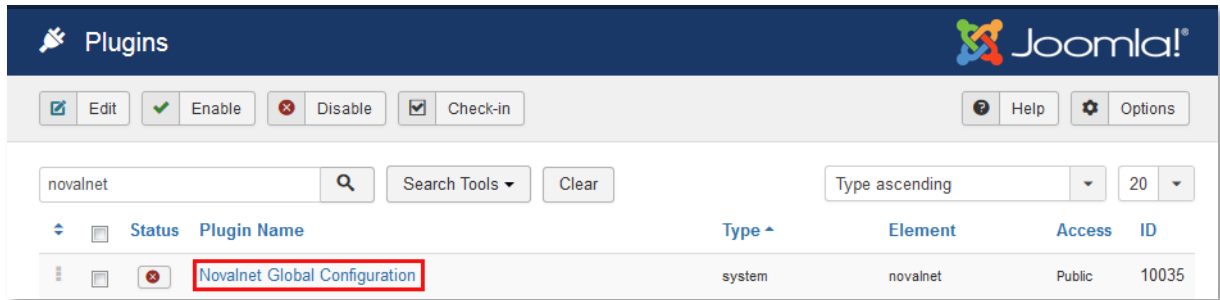 Plugins
Joomla!®
Edit Enable Disable Check-in Help Options
novalnet Search Tools Clear Type ascending 20
Status Plugin Name Type Element Access ID
Novalnet Global Configuration system novalnet Public 10035